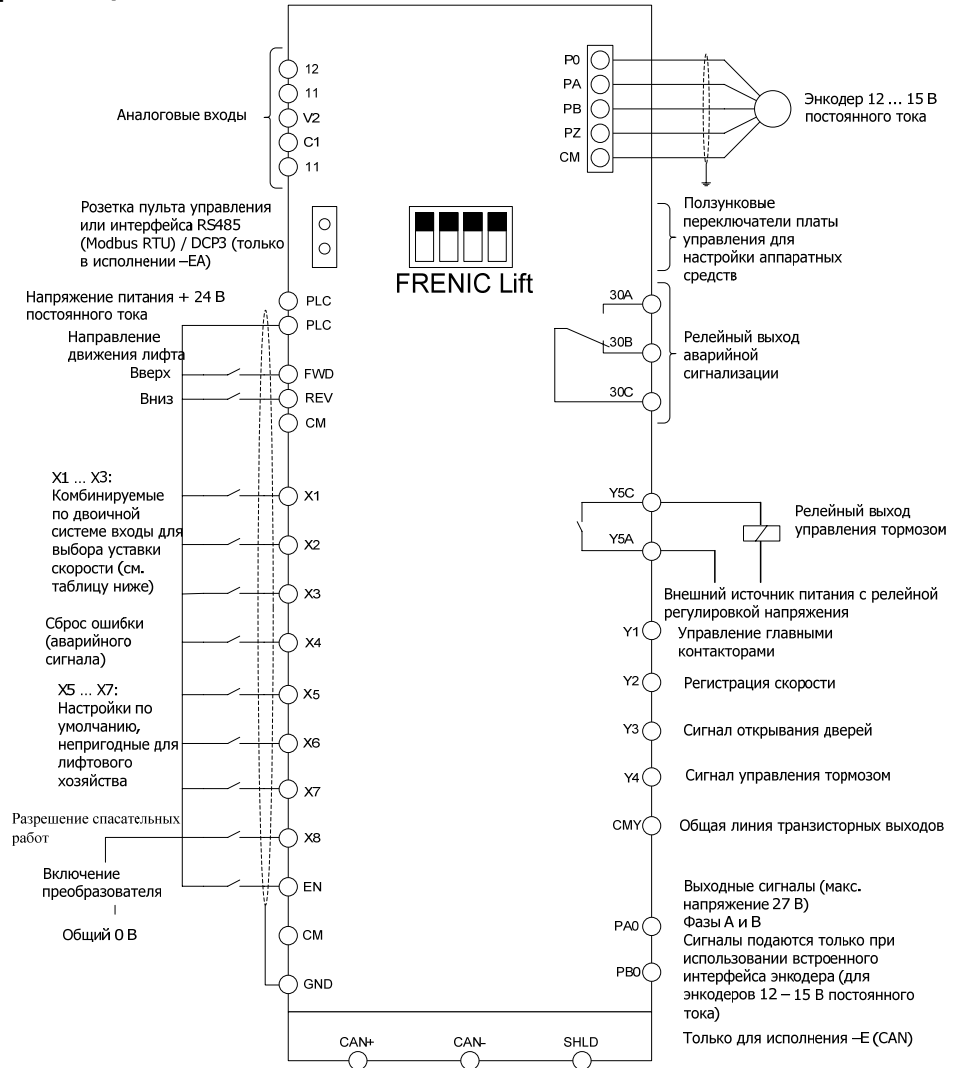 12
11
V2
C1
11
Аналоговые входы
P0
PA
PB
PZ
CM
Энкодер 12 ... 15 В
постоянного тока
Розетка пульта управления
или интерфейса RS485
(Modbus RTU) / DCP3 (только
в исполнении –EA)
FRENIC Lift
Ползунковые
переключатели платы
управления для
настройки аппаратных
средств
Напряжение питания + 24 В
постоянного тока
PLC
PLC
Направление
движения лифта
Вверх
FWD
Вниз
REV
CM
30A
30B
30C
Релейный выход
аварийной
сигнализации
X1 ... X3:
Комбинируемые
по двоичной
системе входы для
выбора уставки
скорости (см.
таблицу ниже)
X1
X2
X3
Y5C
Y5A
Релейный выход
управления тормозом
Внешний источник питания с релейной
регулировкой напряжения
Сброс ошибки
(аварийного
сигнала)
X4
Y1
Управление главными
контакторами
X5 ... X7:
Настройки по
умолчанию,
непригодные для
лифтового
хозяйства
X5
X6
X7
Y2
Регистрация скорости
Y3
Сигнал открывания дверей
Y4
Сигнал управления тормозом
Разрешение спасательных
работ
X8
CMY
Общая линия транзисторных выходов
Включение
преобразователя
EN
Общий 0 В
CM
GND
PA0
PB0
Выходные сигналы (макс.
напряжение 27 В)
Фазы А и В
Сигналы подаются только при
использовании встроенного
интерфейса энкодера (для
энкодеров 12 – 15 В постоянного
тока)
CAN+
CAN-
SHLD
Только для исполнения –E (CAN)